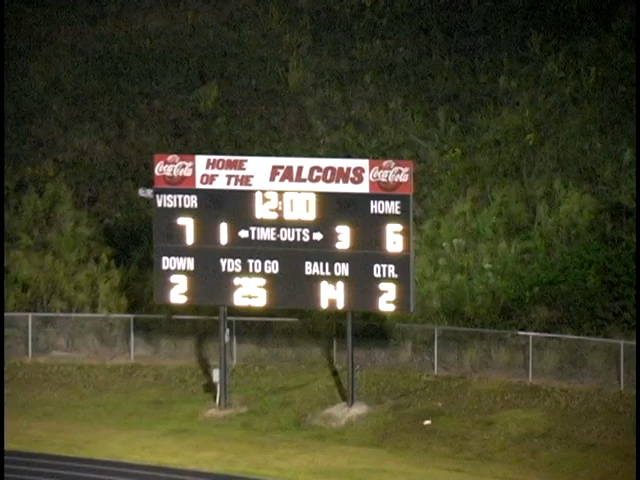 Coca-Cola HOME OF THE FALCONS Coca-Cola
12:00
VISITOR HOME
7 1 ⬅TIME-OUTS➡ 3 6
DOWN YDS TO GO BALL ON QTR.
2 25 14 2